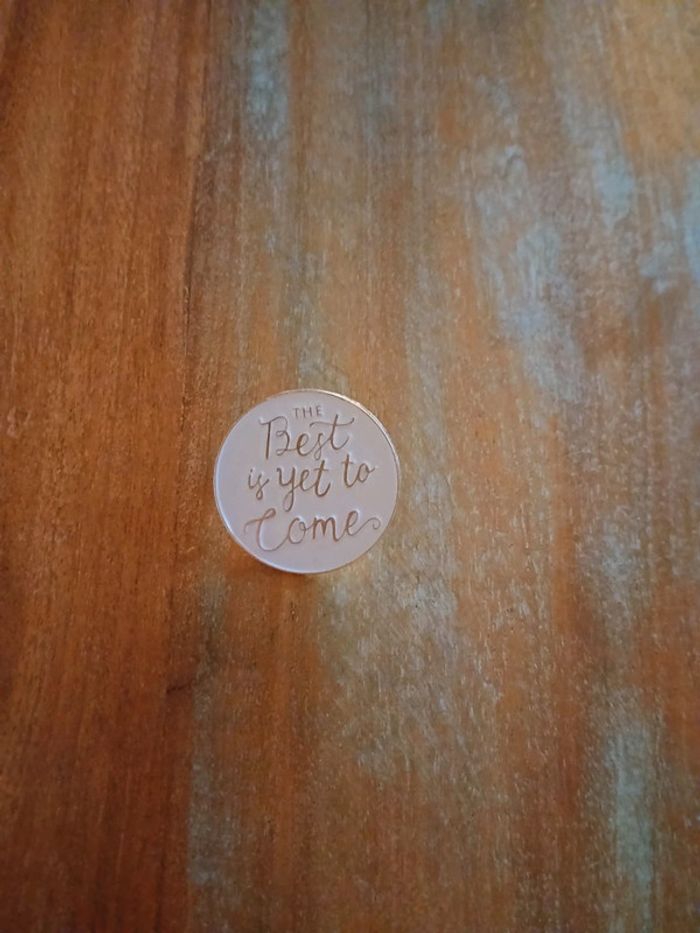 THE
Best
is yet to
Come